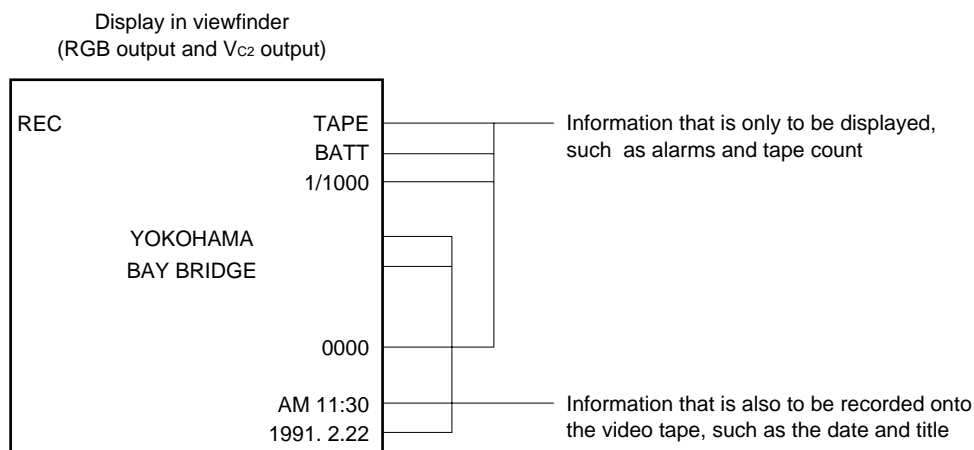 Display in viewfinder
(RGB output and VC2 output)
REC
TAPE
BATT
1/1000
Information that is only to be displayed,
such as alarms and tape count
YOKOHAMA
BAY BRIDGE
0000
AM 11:30
1991. 2.22
Information that is also to be recorded onto
the video tape, such as the date and title